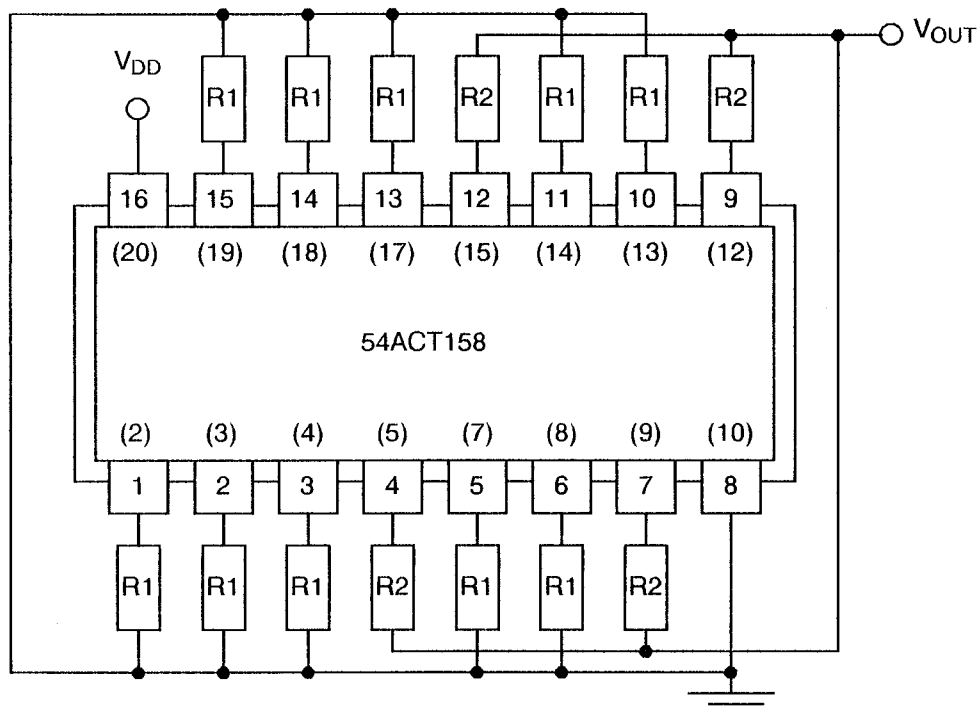 V_OUT
V_DD
R1 R1 R1 R2 R1 R1 R2
16 15 14 13 12 11 10 9
(20) (19) (18) (17) (15) (14) (13) (12)
54ACT158
(2) (3) (4) (5) (7) (8) (9) (10)
1 2 3 4 5 6 7 8
R1 R1 R1 R2 R1 R1 R2